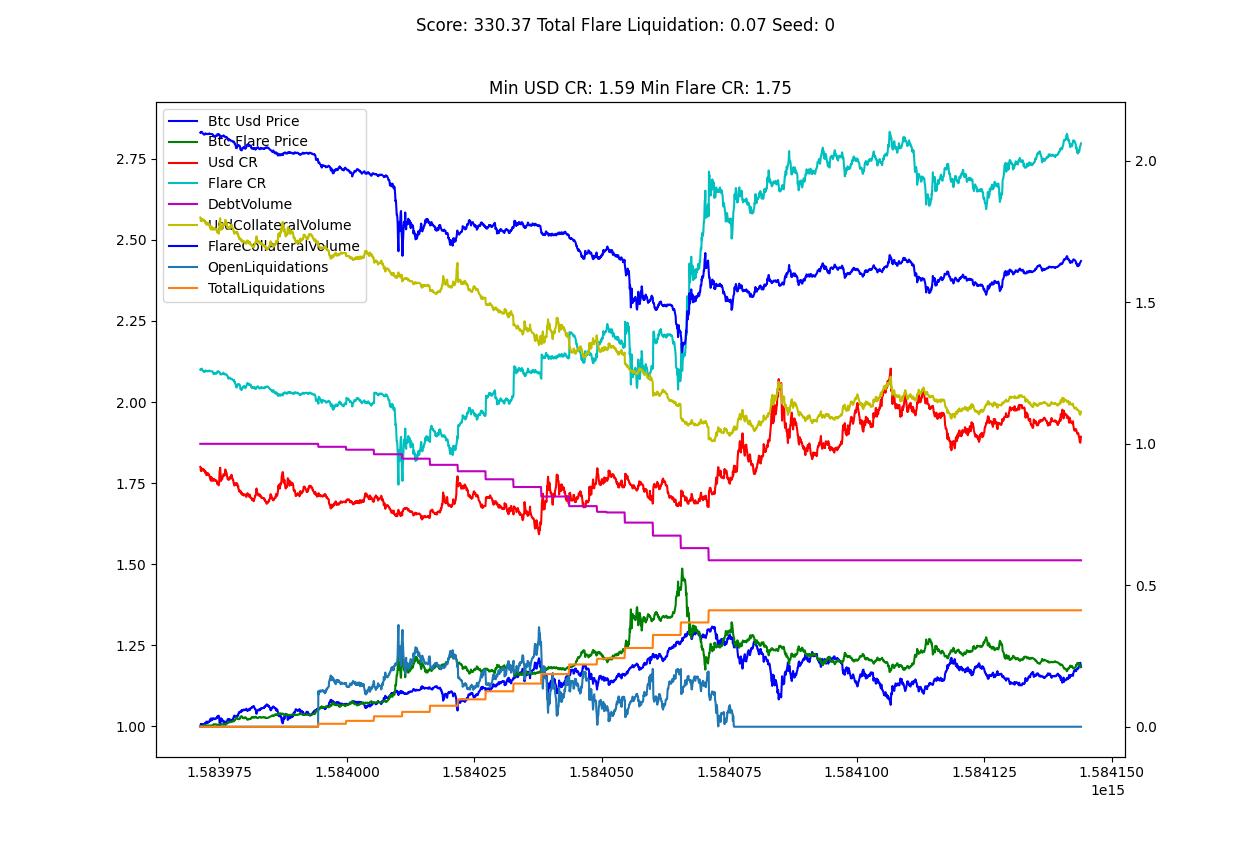 Score: 330.37 Total Flare Liquidation: 0.07 Seed: 0
Min USD CR: 1.59 Min Flare CR: 1.75
Btc Usd Price
Btc Flare Price
Usd CR
Flare CR
DebtVolume
UsdCollateralVolume
FlareCollateralVolume
OpenLiquidations
TotalLiquidations
2.75
2.50
2.25
2.00
1.75
1.50
1.25
1.00
2.0
1.5
1.0
0.5
0.0
1.583975 1.584000 1.584025 1.584050 1.584075 1.584100 1.584125 1.584150
1e15